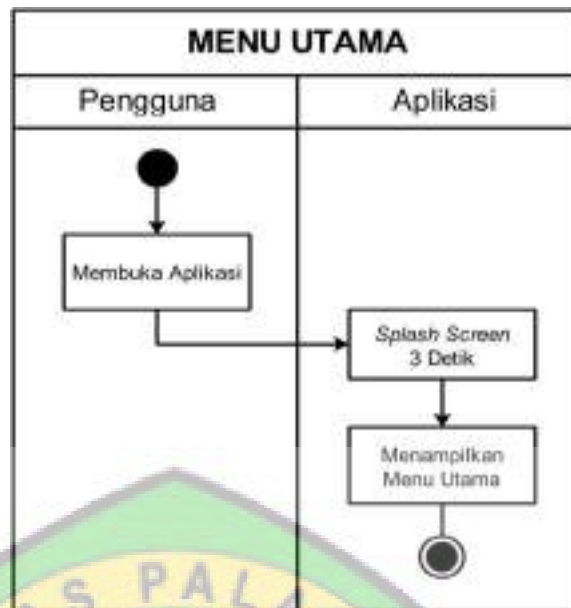 MENU UTAMA
Pengguna
Aplikasi
Membuka Aplikasi
Splash Screen
3 Detik
Menampilkan
Menu Utama
S PAL